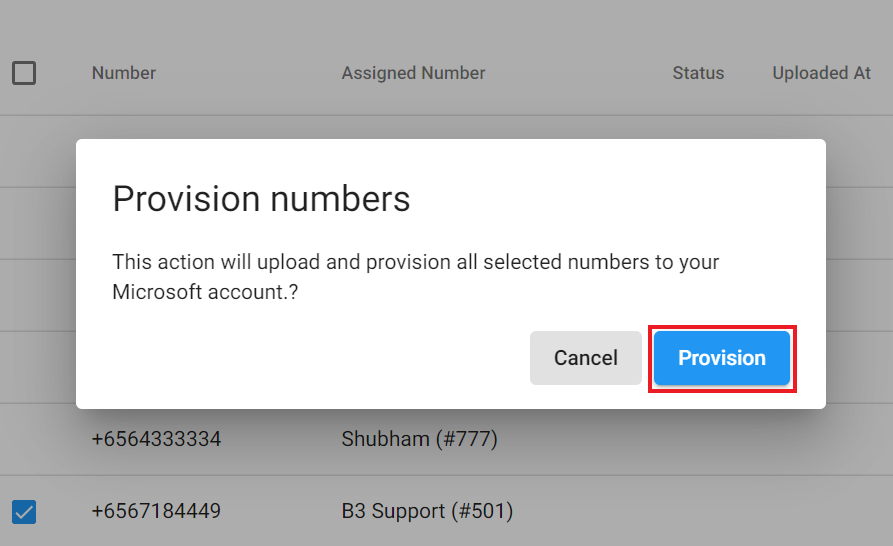 Number Assigned Number Status Uploaded At
Provision numbers
This action will upload and provision all selected numbers to your
Microsoft account.?
Cancel Provision
+6564333334 Shubham (#777)
+6567184449 B3 Support (#501)